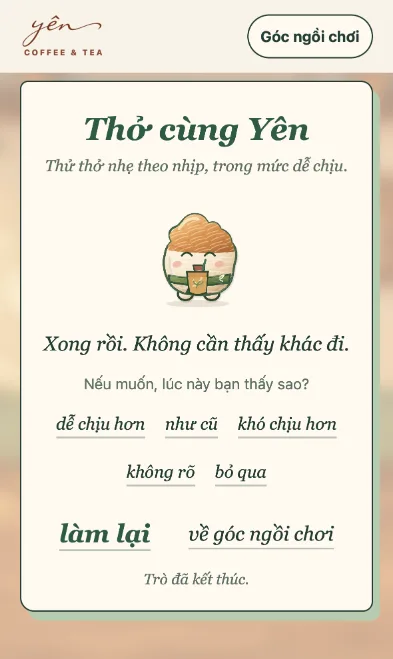 yên
COFFEE & TEA
Góc ngồi chơi
Thở cùng Yên
Thử thở nhẹ theo nhịp, trong mức dễ chịu.
Xong rồi. Không cần thấy khác đi.
Nếu muốn, lúc này bạn thấy sao?
dễ chịu hơn như cũ khó chịu hơn
không rõ bỏ qua
làm lại về góc ngồi chơi
Trò đã kết thúc.